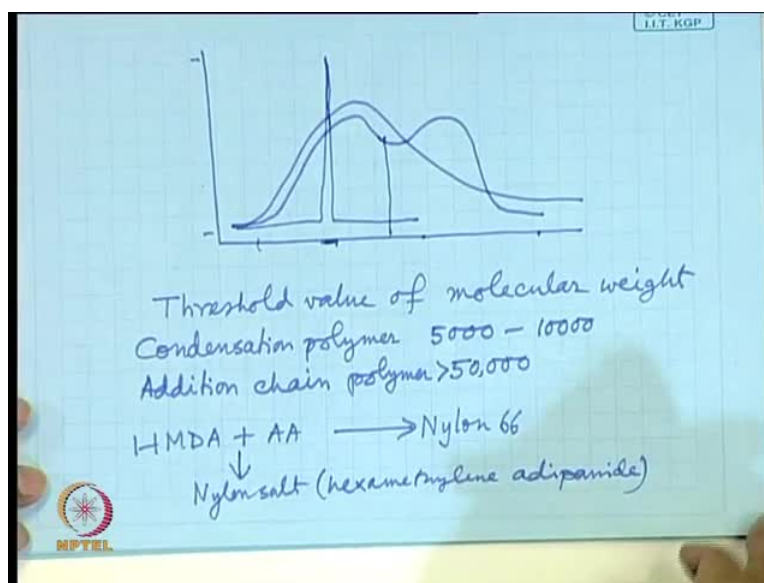 © CET
I.I.T. KGP
Threshold value of molecular weight
Condensation polymer 5000 - 10000
Addition chain polymer >50,000
HMDA + AA → Nylon 66
↓
Nylon salt (hexamethylene adipamide)
NPTEL